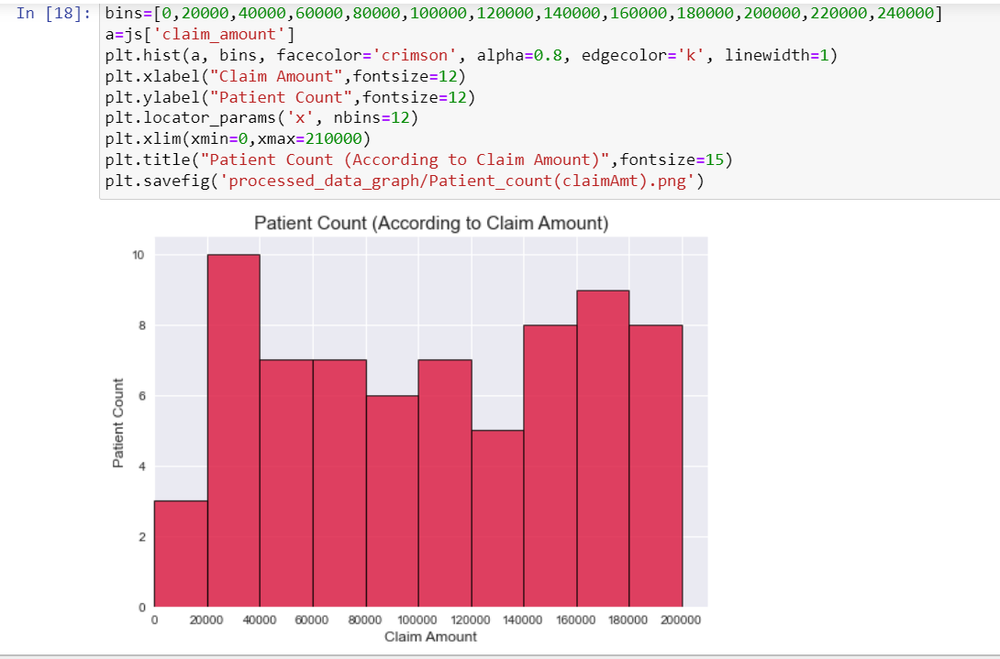 In [18]: bins=[0,20000,40000,60000,80000,100000,120000,140000,160000,180000,200000,220000,240000]
a=js['claim_amount']
plt.hist(a, bins, facecolor='crimson', alpha=0.8, edgecolor='k', linewidth=1)
plt.xlabel("Claim Amount",fontsize=12)
plt.ylabel("Patient Count",fontsize=12)
plt.locator_params('x', nbins=12)
plt.xlim(xmin=0,xmax=210000)
plt.title("Patient Count (According to Claim Amount)",fontsize=15)
plt.savefig('processed_data_graph/Patient_count(claimAmt).png')
Patient Count (According to Claim Amount)
10
8
6
4
2
0
Patient Count
0 20000 40000 60000 80000 100000 120000 140000 160000 180000 200000
Claim Amount